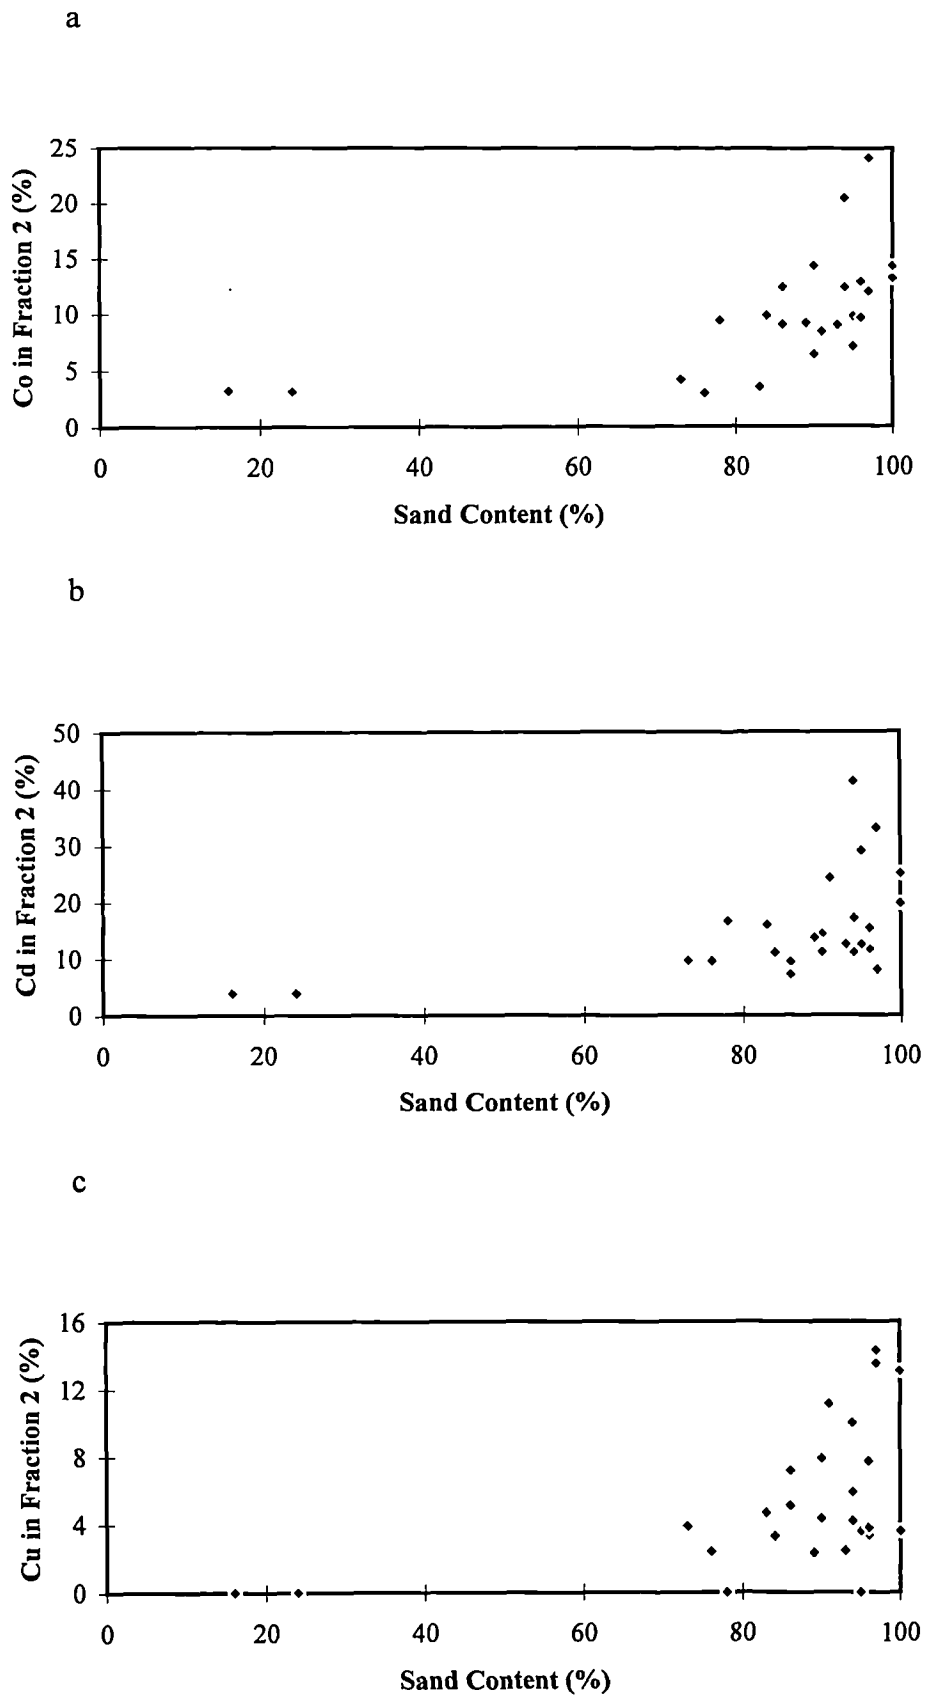 a
25
20
15
10
5
0
Co in Fraction 2 (%)
0 20 40 60 80 100
Sand Content (%)
b
50
40
30
20
10
0
Cd in Fraction 2 (%)
0 20 40 60 80 100
Sand Content (%)
c
16
12
8
4
0
Cu in Fraction 2 (%)
0 20 40 60 80 100
Sand Content (%)